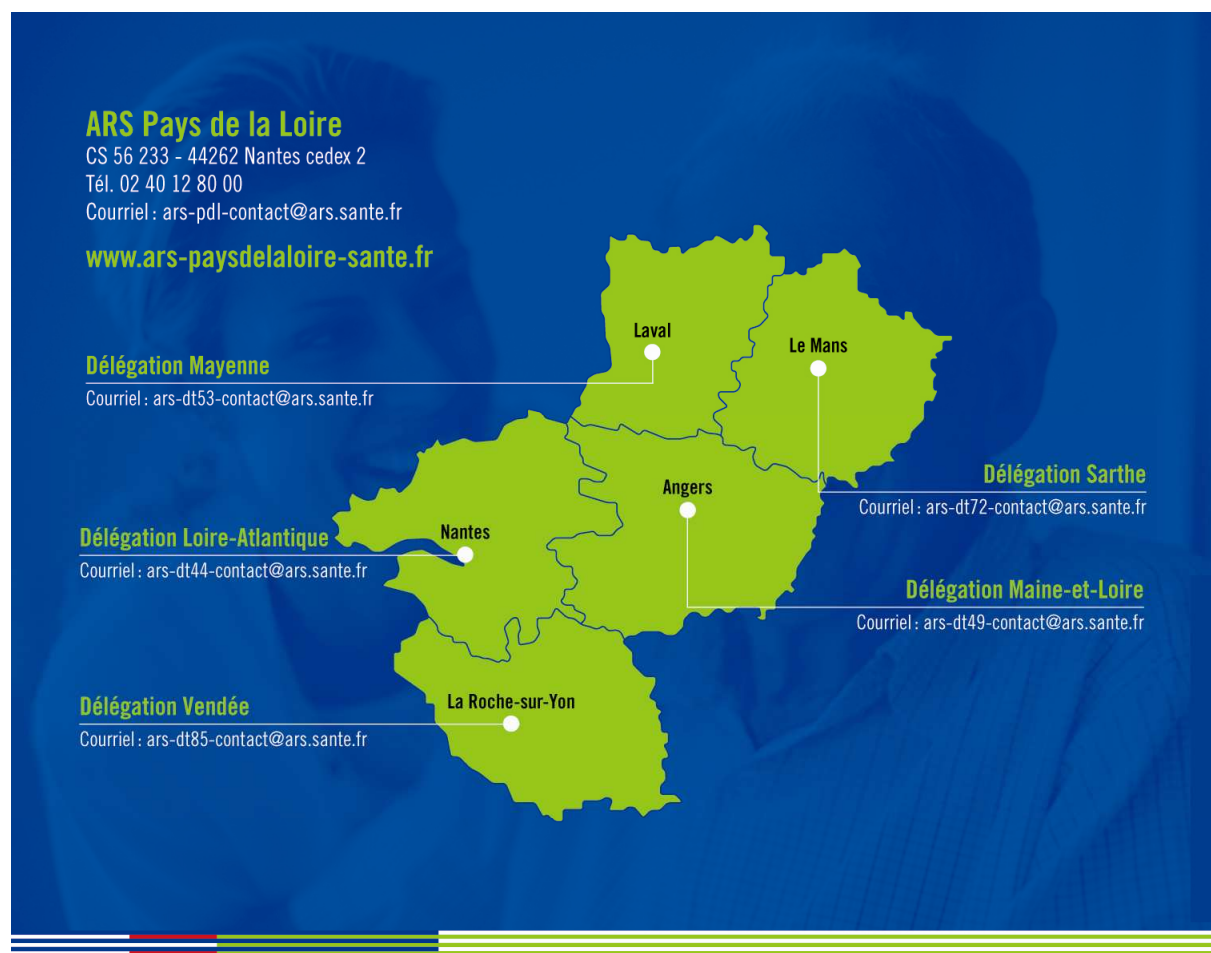 ARS Pays de la Loire
CS 56 233 - 44262 Nantes cedex 2
Tél. 02 40 12 80 00
Courriel : ars-pdl-contact@ars.sante.fr
www.ars-paysdelaloire-sante.fr
Laval
Le Mans
Délégation Mayenne
Courriel : ars-dt53-contact@ars.sante.fr
Angers
Délégation Sarthe
Courriel : ars-dt72-contact@ars.sante.fr
Délégation Loire-Atlantique
Nantes
Courriel : ars-dt44-contact@ars.sante.fr
Délégation Maine-et-Loire
Courriel : ars-dt49-contact@ars.sante.fr
Délégation Vendée
La Roche-sur-Yon
Courriel : ars-dt85-contact@ars.sante.fr